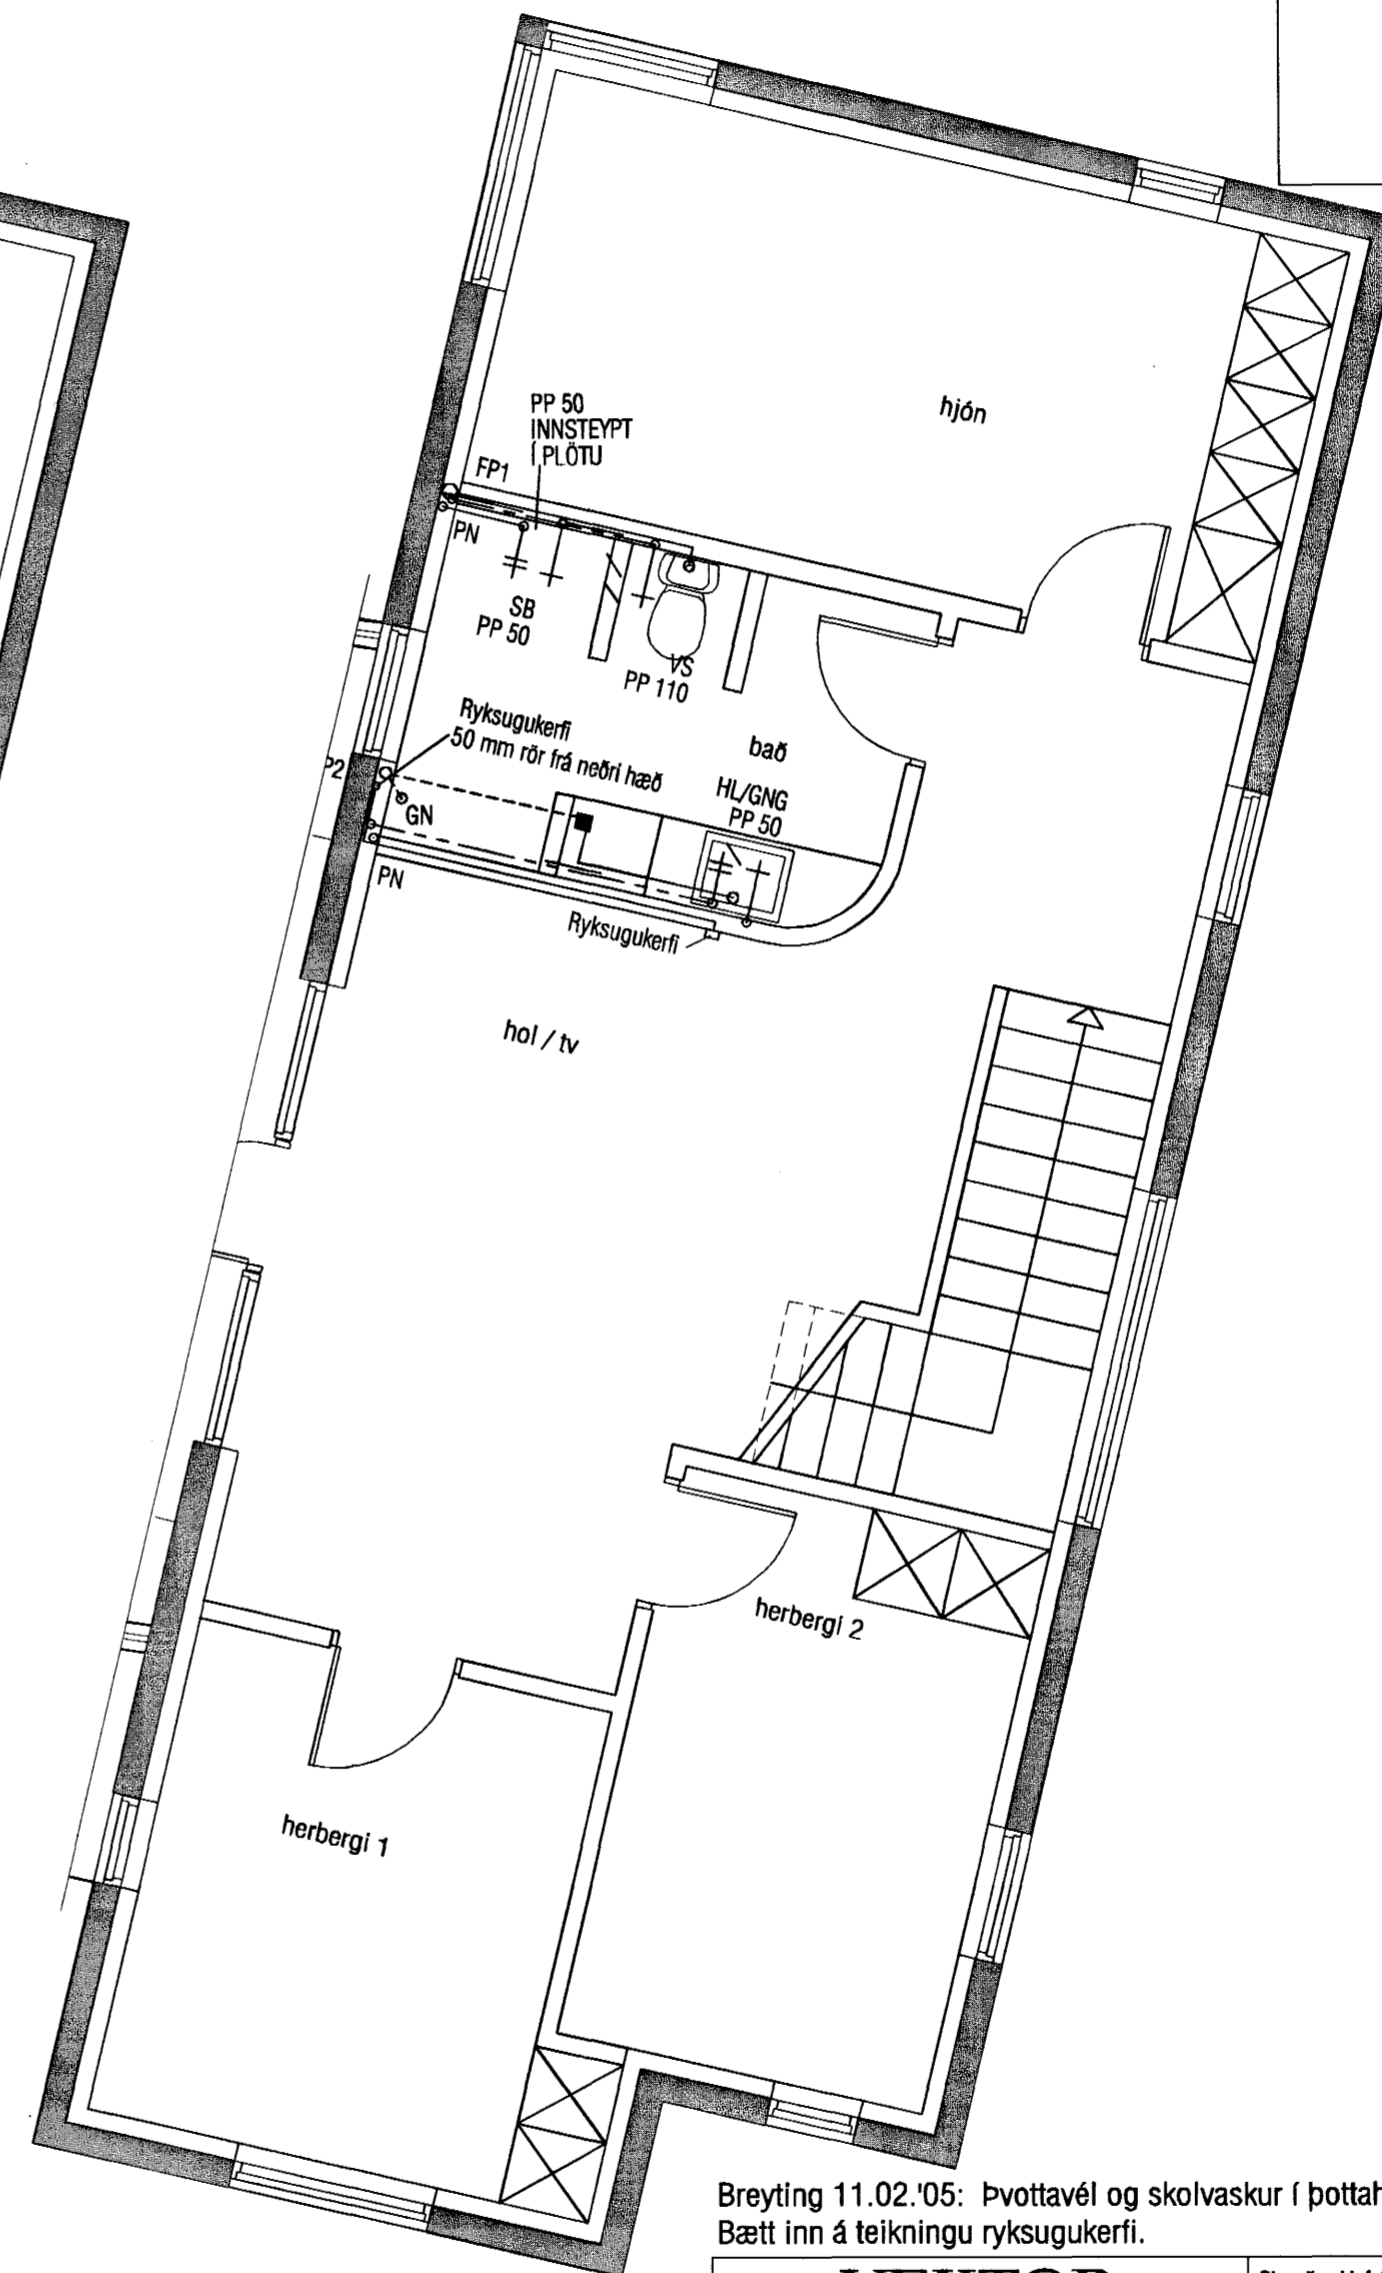 hjón
PP 50
INNSTEYPT
Í PLÖTU
FP1
PN
SB
PP 50
VS
PP 110
Ryksugukerfi
50 mm rör frá neðri hæð
bað
HL/GNG
PP 50
P2
GN
PN
Ryksugukerfi
hol / tv
herbergi 2
herbergi 1
Breyting 11.02.'05: Þvottavél og skolvaskur í þottah
Bætt inn á teikningu ryksugukerfi.